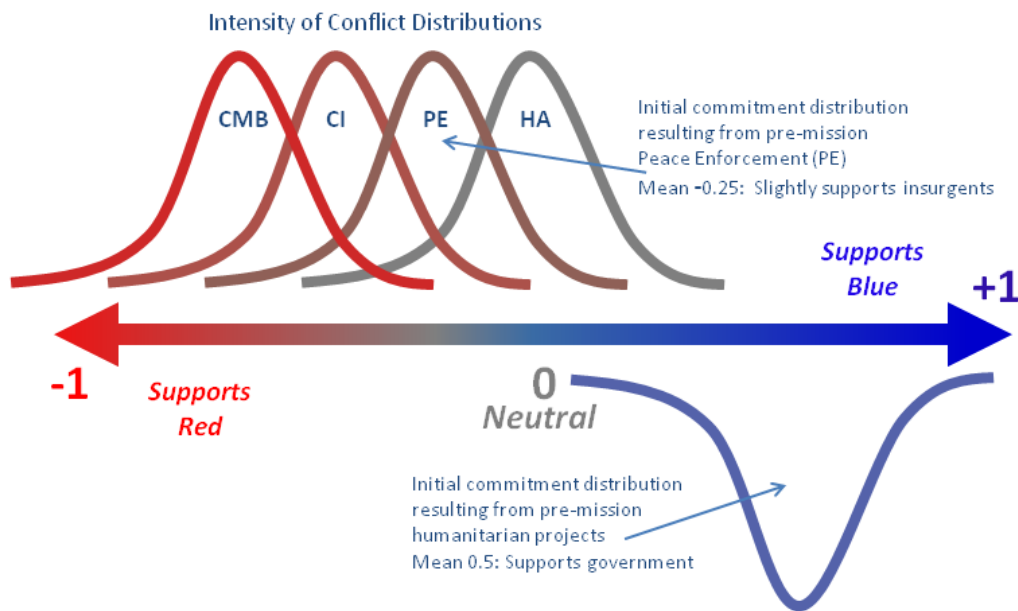 Intensity of Conflict Distributions
CMB
CI
PE
HA
Initial commitment distribution
resulting from pre-mission
Peace Enforcement (PE)
Mean -0.25: Slightly supports insurgents
Supports
Blue
+1
-1
Supports
Red
0
Neutral
Initial commitment distribution
resulting from pre-mission
humanitarian projects
Mean 0.5: Supports government